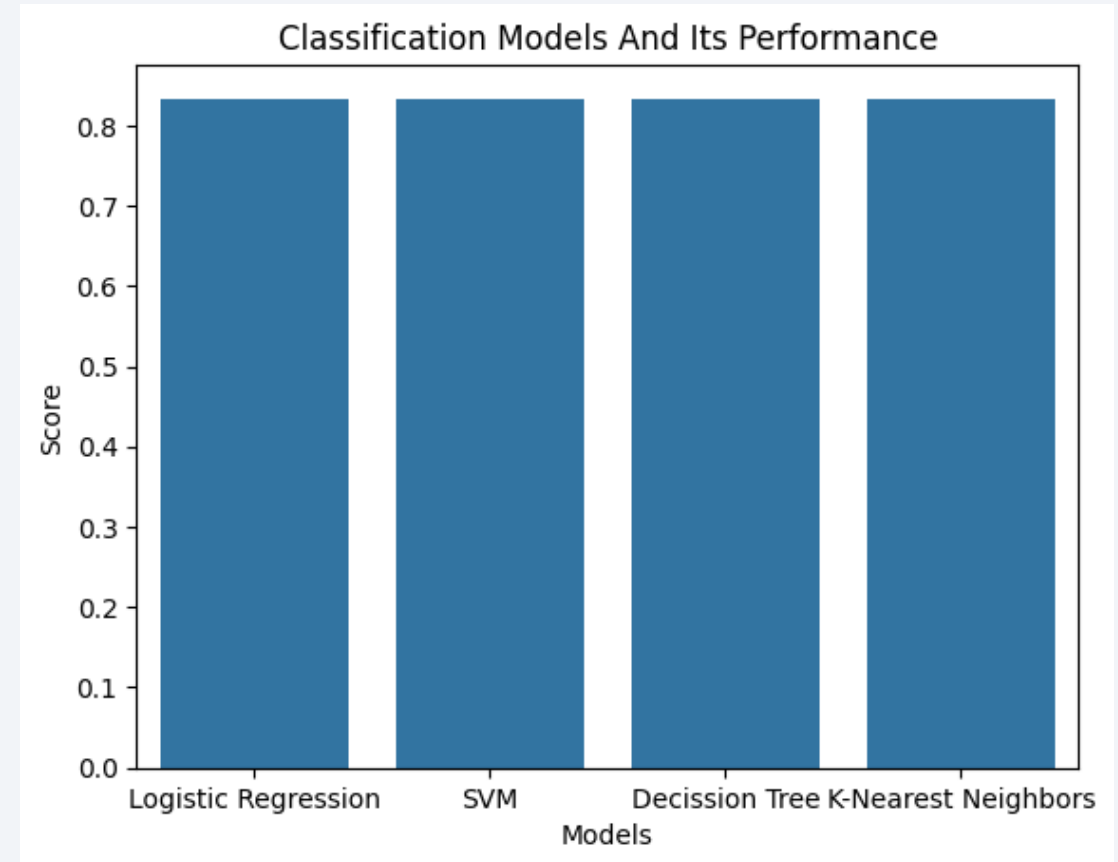 Classification Models And Its Performance
0.8
0.7
0.6
0.5
0.4
0.3
0.2
0.1
0.0
Score
Logistic Regression SVM Decission Tree K-Nearest Neighbors
Models